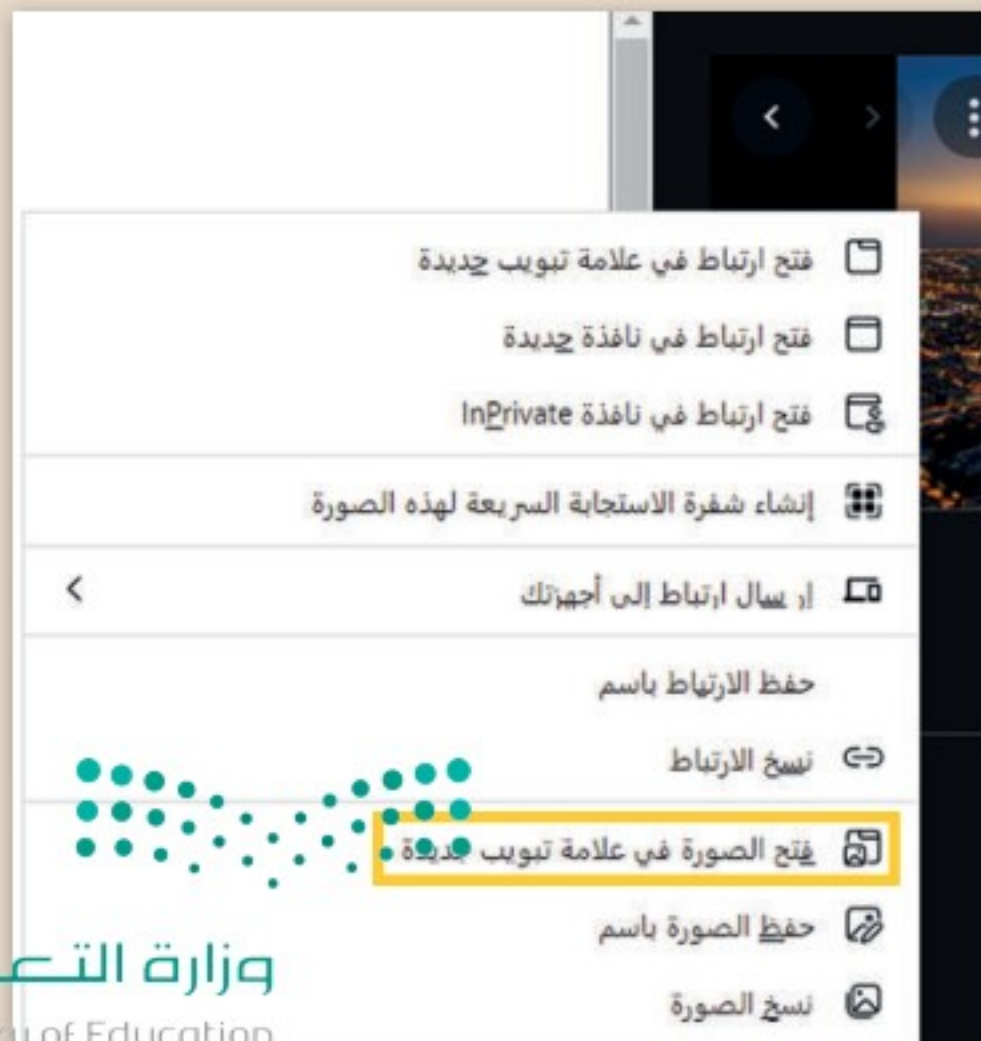 فتح ارتباط في علامة تبويب جديدة
فتح ارتباط في نافذة جديدة
فتح ارتباط في نافذة InPrivate
إنشاء شفرة الاستجابة السريعة لهذه الصورة
إرسال ارتباط إلى أجهزتك
حفظ الارتباط باسم
نسخ الارتباط
فتح الصورة في علامة تبويب جديدة
حفظ الصورة باسم
نسخ الصورة
وزارة
of Education